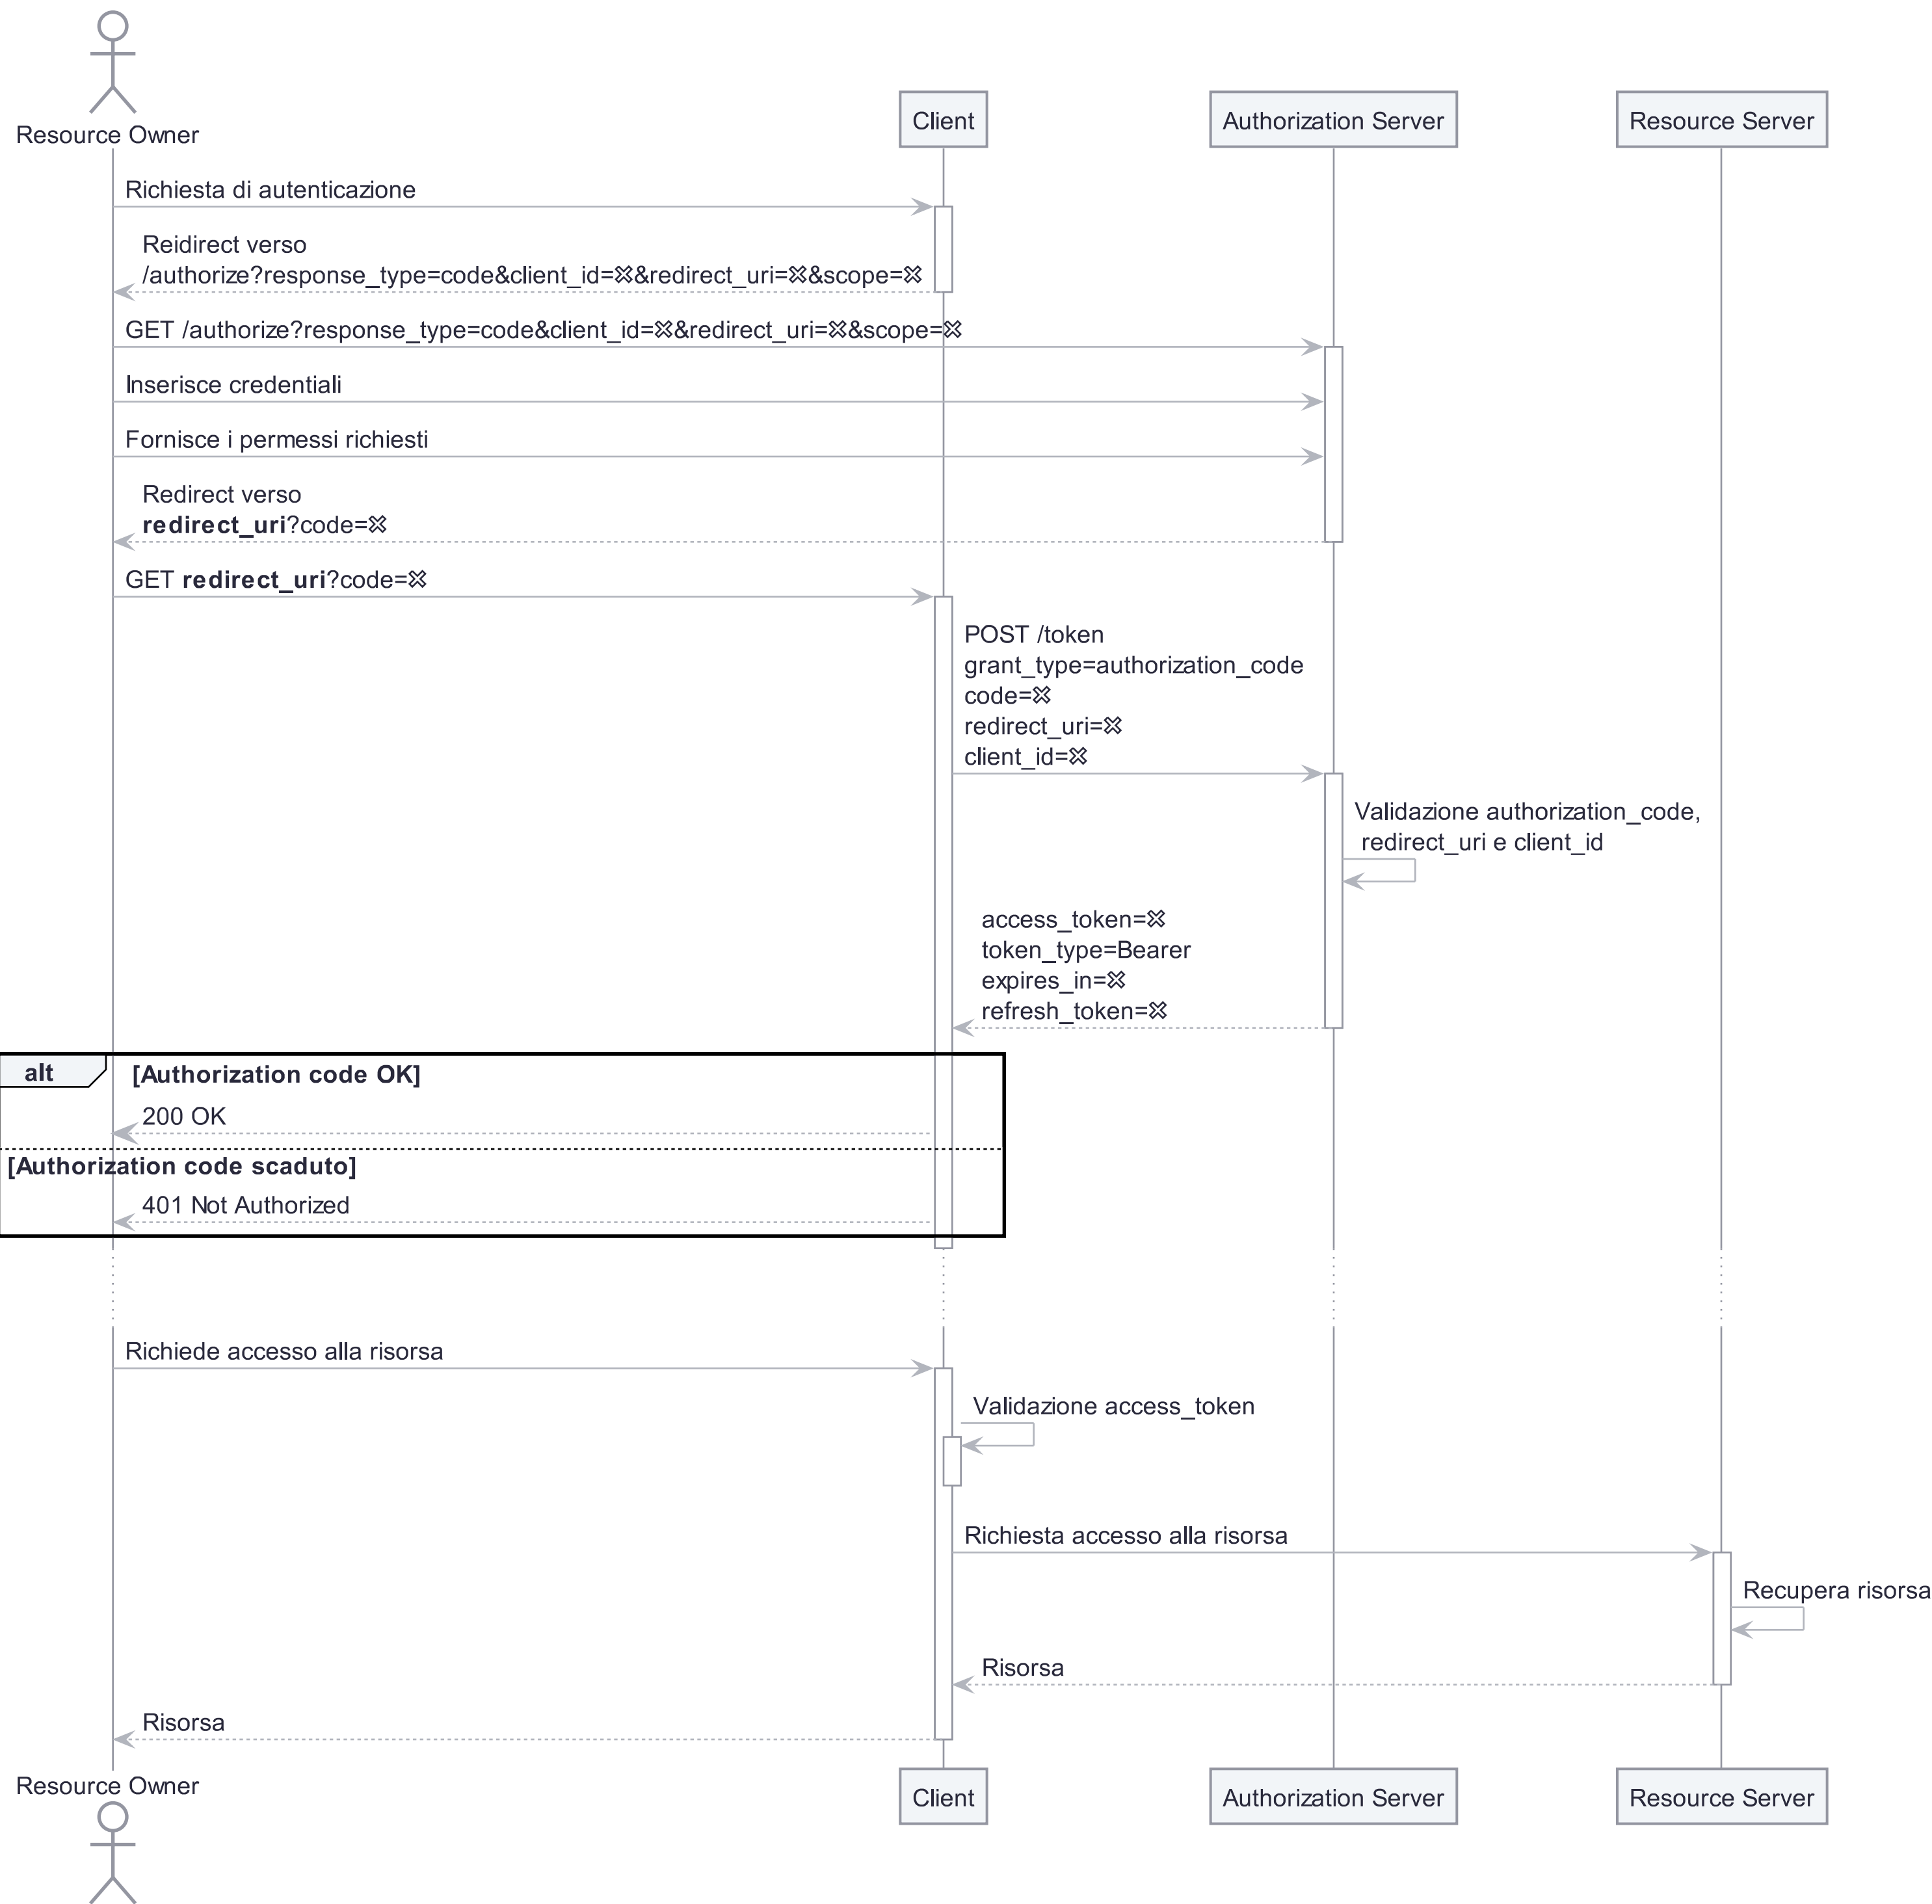 Resource Owner
Client
Authorization Server
Resource Server
Richiesta di autenticazione
Reidirect verso
/authorize?response_type=code&client_id=✖&redirect_uri=✖&scope=✖
GET /authorize?response_type=code&client_id=✖&redirect_uri=✖&scope=✖
Inserisce credentiali
Fornisce i permessi richiesti
Redirect verso
redirect_uri?code=✖
GET redirect_uri?code=✖
POST /token
grant_type=authorization_code
code=✖
redirect_uri=✖
client_id=✖
Validazione authorization_code,
redirect_uri e client_id
access_token=✖
token_type=Bearer
expires_in=✖
refresh_token=✖
alt [Authorization code OK]
200 OK
[Authorization code scaduto]
401 Not Authorized
Richiede accesso alla risorsa
Validazione access_token
Richiesta accesso alla risorsa
Recupera risorsa
Risorsa
Risorsa
Resource Owner
Client
Authorization Server
Resource Server